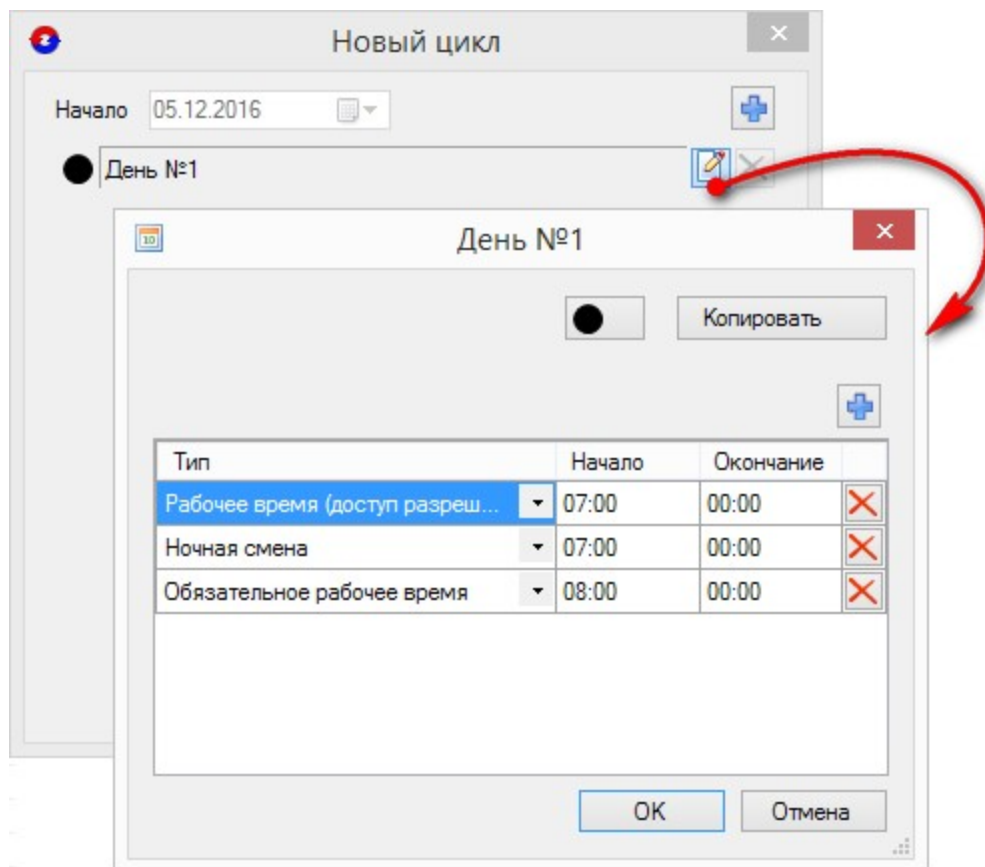 Новый цикл
Начало 05.12.2016
День №1
10
День №1
Копировать
Тип Начало Окончание
Рабочее время (доступ разреш... 07:00 00:00
Ночная смена 07:00 00:00
Обязательное рабочее время 08:00 00:00
OK Отмена